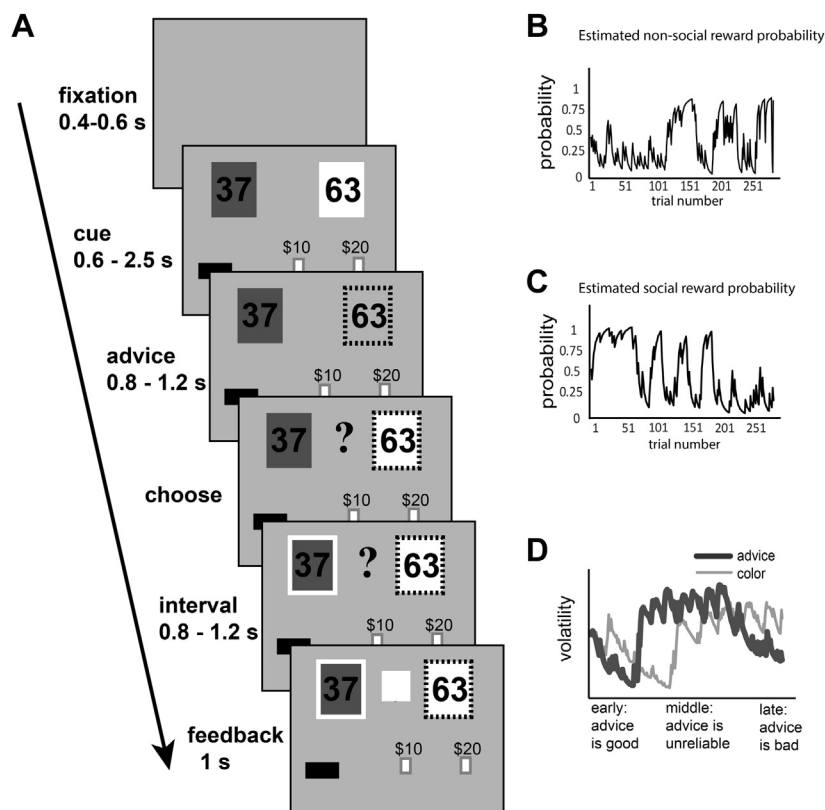 A
fixation
0.4-0.6 s
37 63
cue
0.6 - 2.5 s
$10 $20
37 63
advice
0.8 - 1.2 s
$10 $20
37 ? 63
choose
$10 $20
37 ? 63
interval
0.8 - 1.2 s
$10 $20
37 63
feedback
1 s
$10 $20
B
Estimated non-social reward probability
probability
1
0.75
0.5
0.25
0
1 51 101 151 201 251
trial number
C
Estimated social reward probability
probability
1
0.75
0.5
0.25
0
1 51 101 151 201 251
trial number
D
advice
color
volatility
early: middle: late:
advice advice is advice
is good unreliable is bad